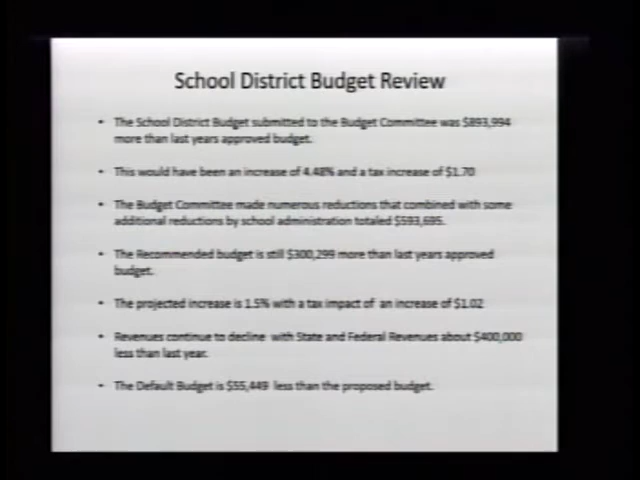 School District Budget Review
• The School District Budget submitted to the Budget Committee was $893,994
more than last years approved budget.
• This would have been an increase of 4.48% and a tax increase of $1.70
• The Budget Committee made numerous reductions that combined with some
additional reductions by school administration totaled $593,695.
• The Recommended budget is still $300,299 more than last years approved
budget.
• The projected increase is 1.5% with a tax impact of an increase of $1.02
• Revenues continue to decline with State and Federal Revenues about $400,000
less than last year.
• The Default Budget is $55,449 less than the proposed budget.